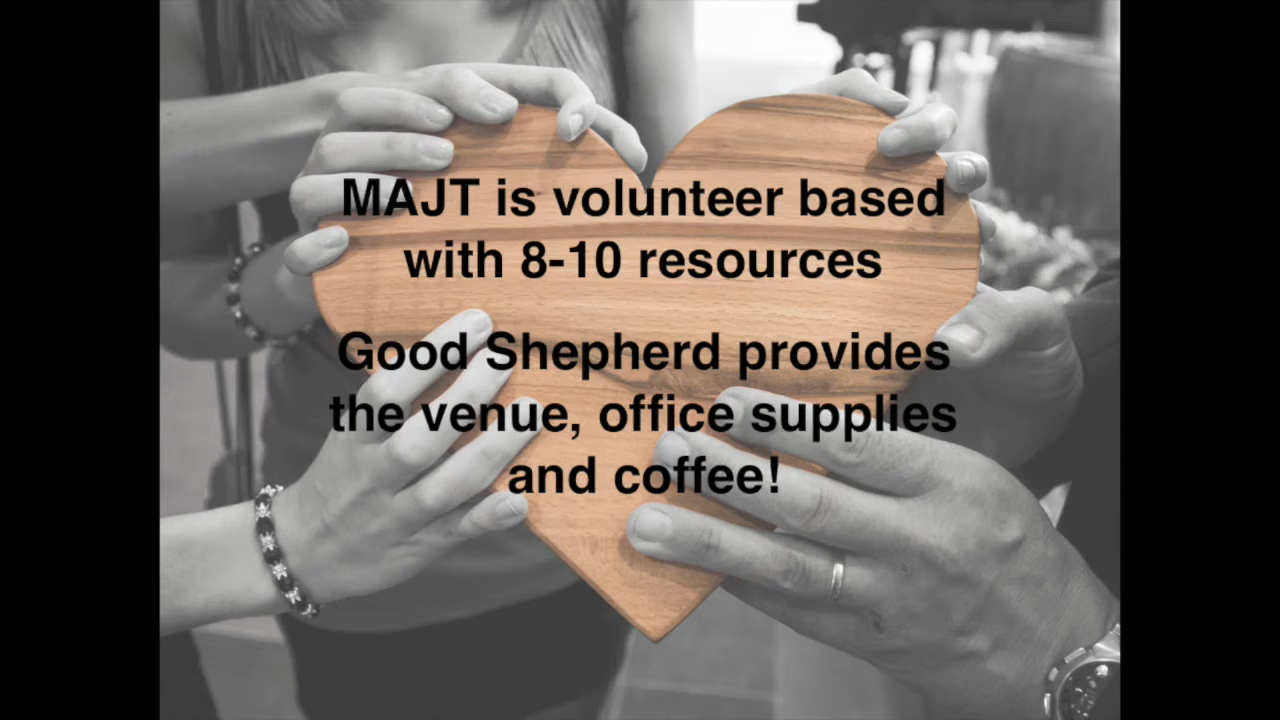 MAJT is volunteer based
with 8-10 resources
Good Shepherd provides
the venue, office supplies
and coffee!